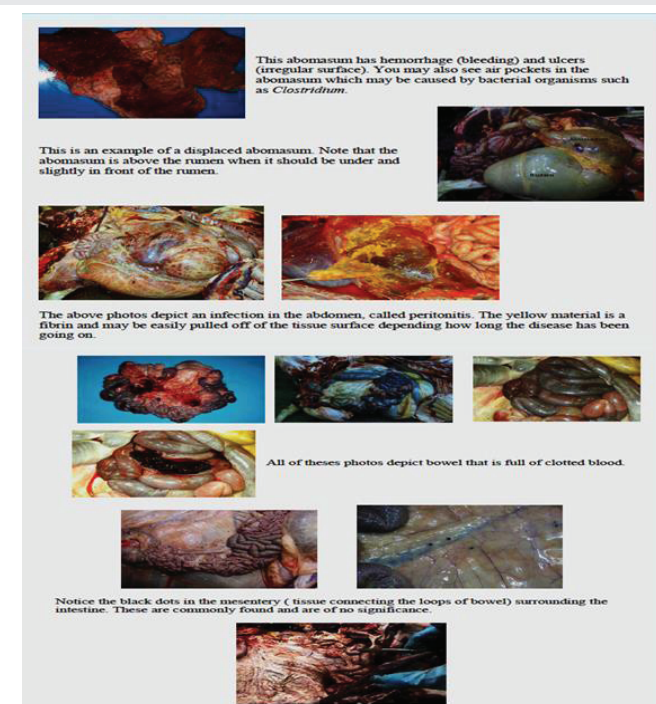 This abomasum has hemorrhage (bleeding) and ulcers
(irregular surface). You may also see air pockets in the
abomasum which may be caused by bacterial organisms such
as Clostridium.
This is an example of a displaced abomasum. Note that the
abomasum is above the rumen when it should be under and
slightly in front of the rumen.
Rumen
The above photos depict an infection in the abdomen, called peritonitis. The yellow material is a
fibrin and may be easily pulled off of the tissue surface depending how long the disease has been
going on.
All of theses photos depict bowel that is full of clotted blood.
Notice the black dots in the mesentery ( tissue connecting the loops of bowel) surrounding the
intestine. These are commonly found and are of no significance.